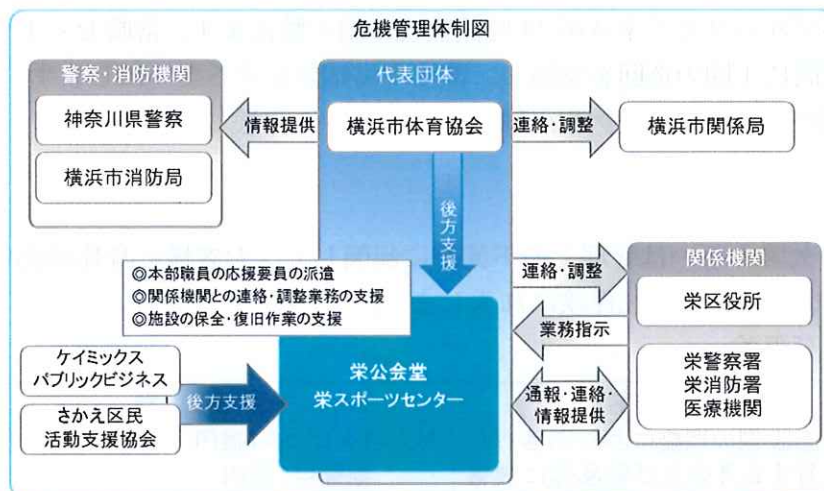 危機管理体制図
警察・消防機関
神奈川県警察
横浜市消防局
情報提供
代表団体
横浜市体育協会
連絡・調整
横浜市関係局
後方支援
◎本部職員の応援要員の派遣
◎関係機関との連絡・調整業務の支援
◎施設の保全・復旧作業の支援
連絡・調整
関係機関
栄区役所
業務指示
栄警察署
栄消防署
医療機関
通報・連絡・
情報提供
ケイミックス
パブリックビジネス
さかえ区民
活動支援協会
後方支援
栄公会堂
栄スポーツセンター